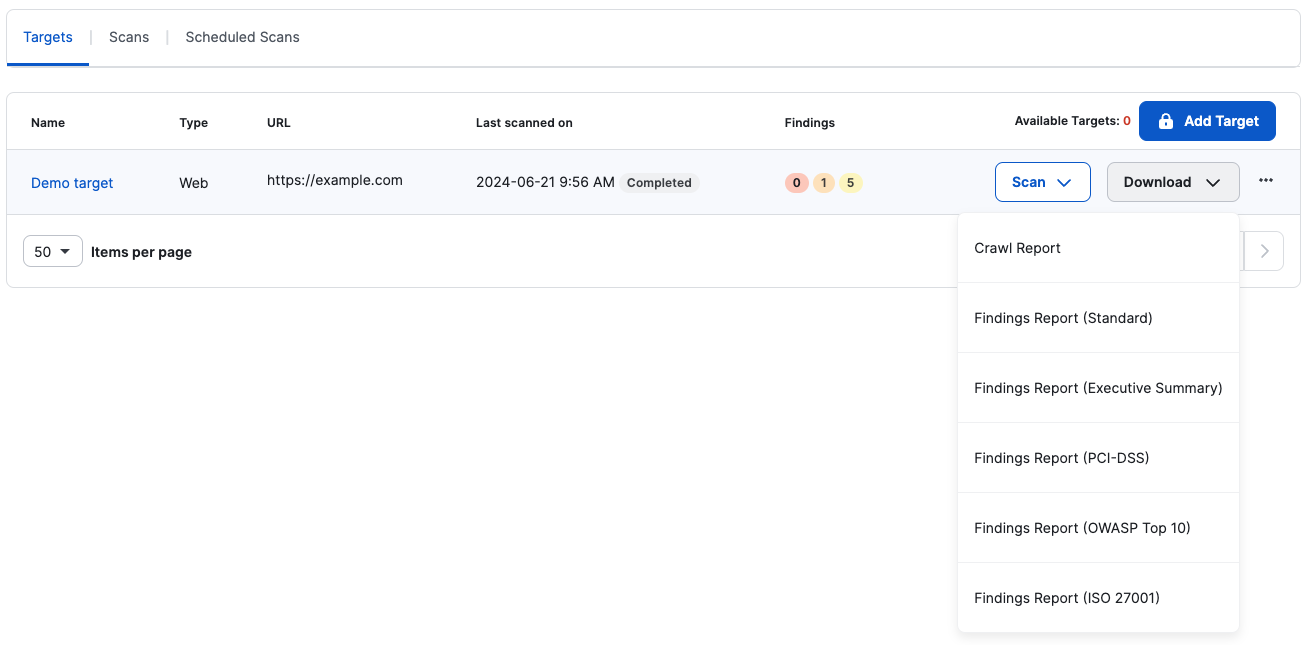 Targets | Scans | Scheduled Scans
Name Type URL Last scanned on Findings Available Targets: 0 Add Target
Demo target Web https://example.com 2024-06-21 9:56 AM Completed 0 1 5 Scan Download ···
50 Items per page
Crawl Report
Findings Report (Standard)
Findings Report (Executive Summary)
Findings Report (PCI-DSS)
Findings Report (OWASP Top 10)
Findings Report (ISO 27001)